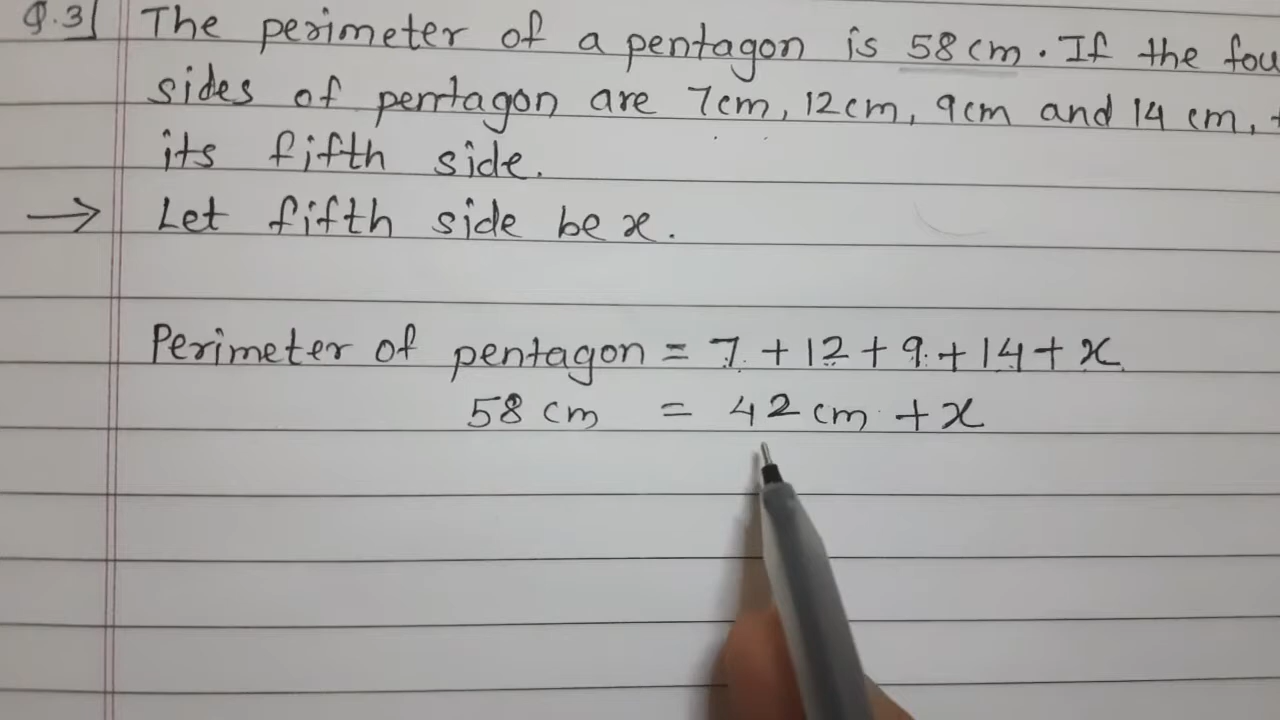 Q.3] The perimeter of a pentagon is 58 cm. If the
sides of pentagon are 7cm, 12cm, 9cm and 14 cm,
its fifth side.
→ Let fifth side be x.
Perimeter of pentagon = 7 + 12 + 9 + 14 + x
58 cm = 42 cm + x